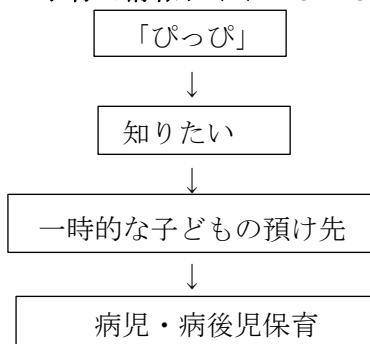 「ぴっぴ」
↓
知りたい
↓
一時的な子どもの預け先
↓
病児・病後児保育